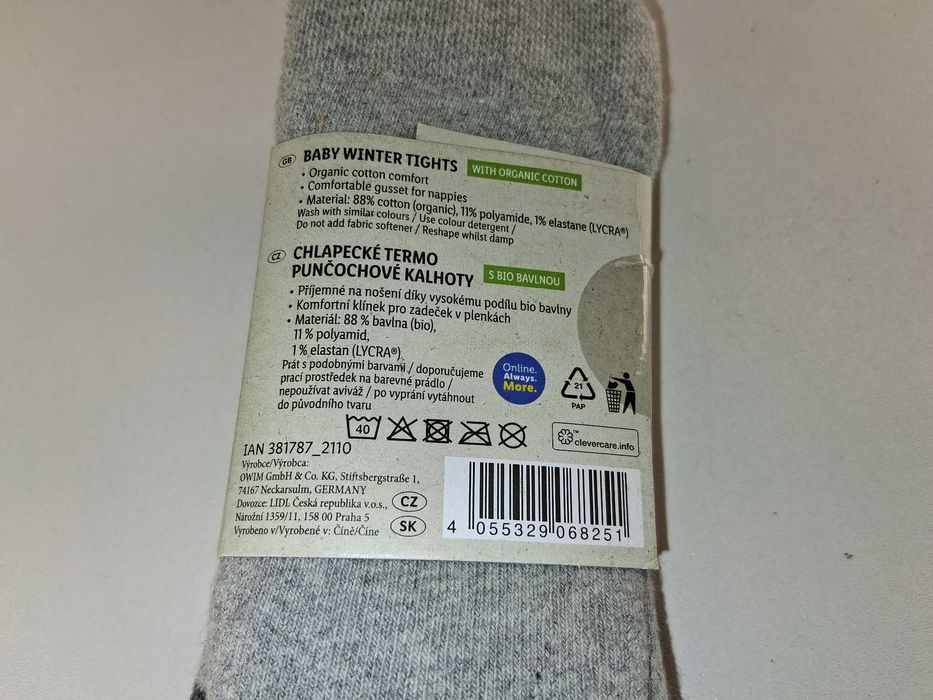 GB BABY WINTER TIGHTS WITH ORGANIC COTTON
• Organic cotton comfort
• Comfortable gusset for nappies
• Material: 88% cotton (organic), 11% polyamide, 1% elastane (LYCRA®)
Wash with similar colours / Use colour detergent /
Do not add fabric softener / Reshape whilst damp
CZ CHLAPECKÉ TERMO
PUNČOCHOVÉ KALHOTY S BIO BAVLNOU
• Příjemné na nošení díky vysokému podílu bio bavlny
• Komfortní klínek pro zadeček v plenkách
• Materiál: 88 % bavlna (bio),
11 % polyamid,
1 % elastan (LYCRA®)
Prát s podobnými barvami / doporučujeme
prací prostředek na barevné prádlo /
nepoužívat aviváž / po vyprání vytáhnout
do původního tvaru
Online.
Always.
More.
21
PAP
40
clevercare.info
IAN 381787_2110
Výrobce/Výrobca:
OWIM GmbH & Co. KG, Stiftsbergstraße 1,
74167 Neckarsulm, GERMANY
Dovozce: LIDL Česká republika v.o.s., CZ
Nárožní 1359/11, 158 00 Praha 5 SK
Vyrobeno v/Vyrobené v: Číně/Číne
4 055329 068251